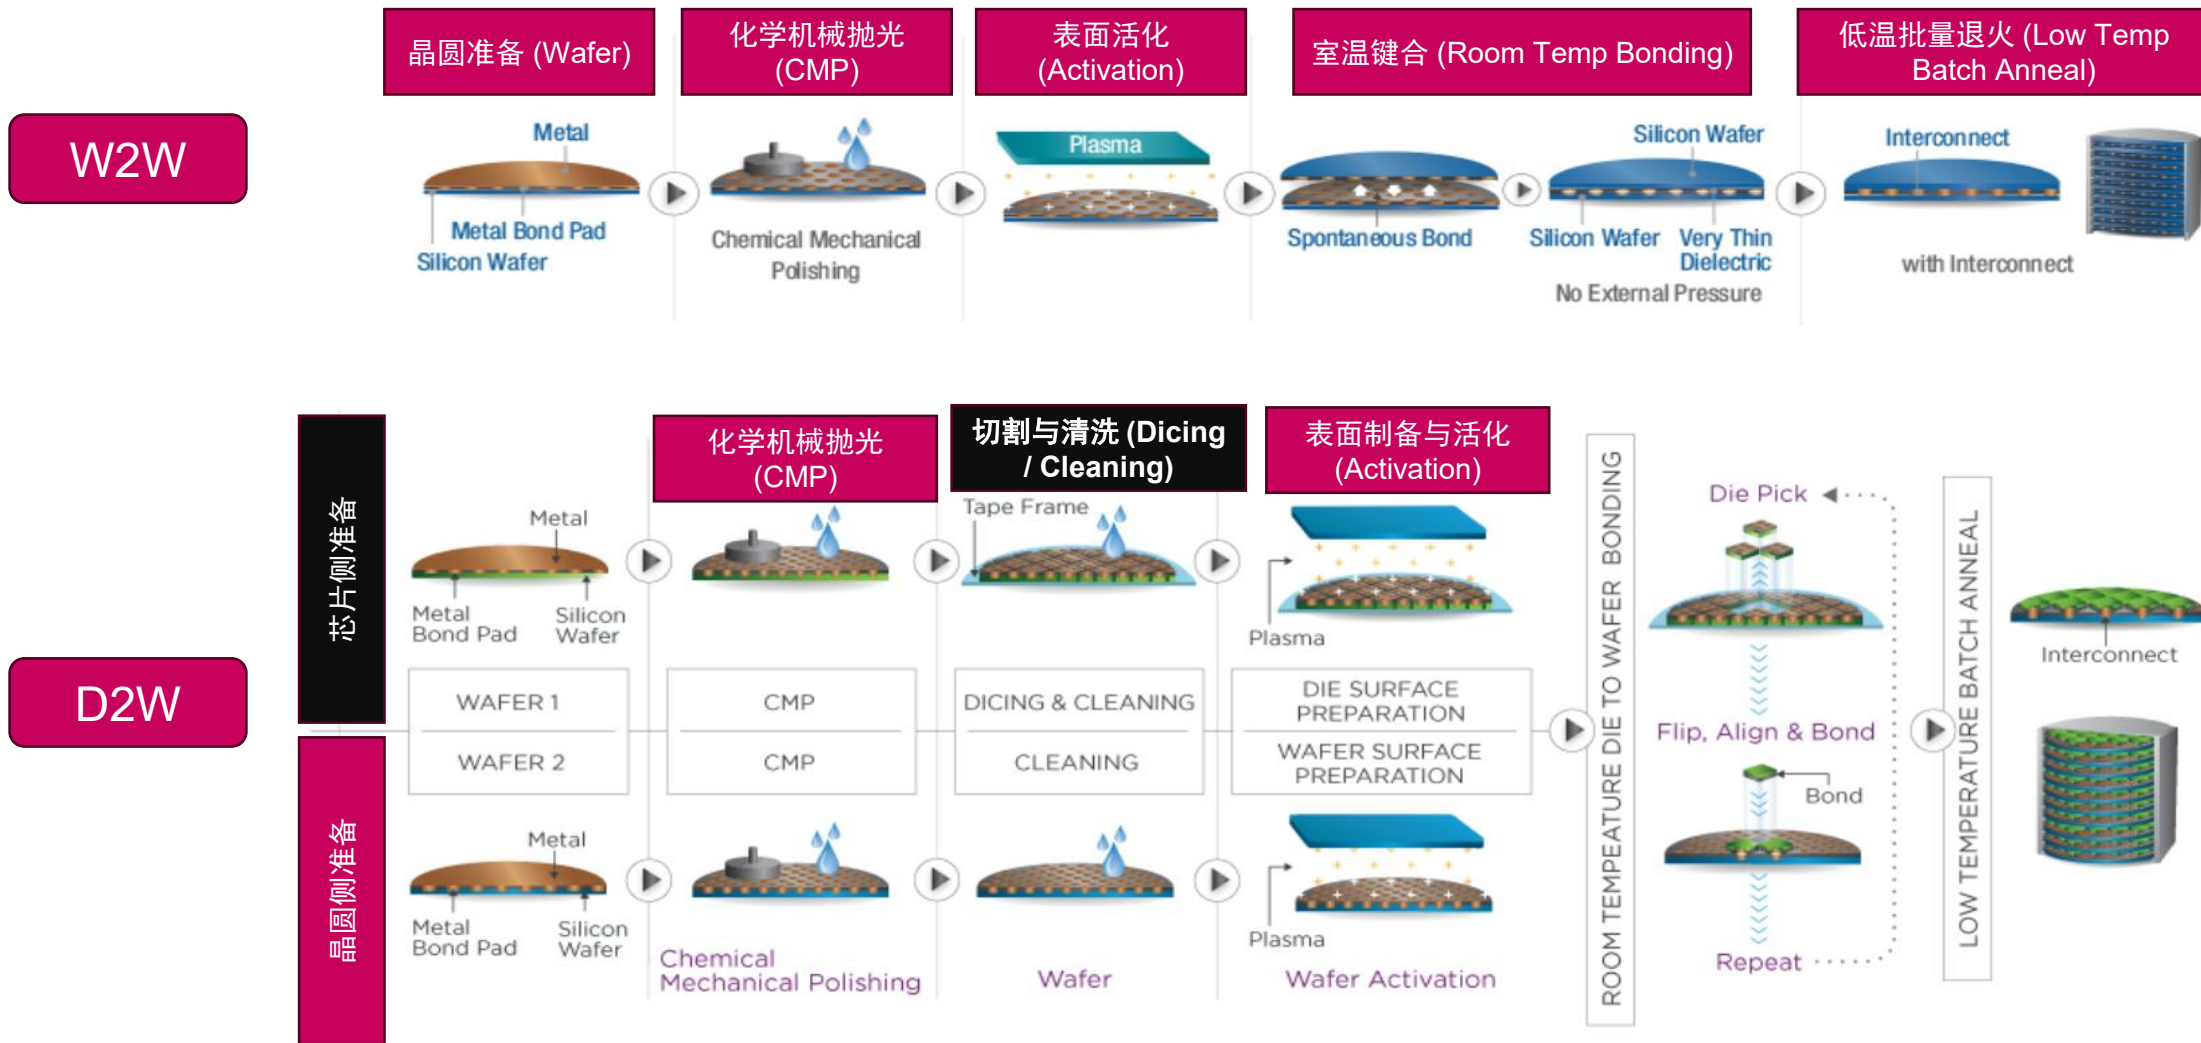 晶圆准备 (Wafer)
化学机械抛光
(CMP)
表面活化
(Activation)
室温键合 (Room Temp Bonding)
低温批量退火 (Low Temp
Batch Anneal)
W2W
Metal
Metal Bond Pad
Silicon Wafer
Chemical Mechanical
Polishing
Plasma
Spontaneous Bond
Silicon Wafer
Silicon Wafer
Very Thin
Dielectric
No External Pressure
Interconnect
with Interconnect
D2W
芯片侧准备
晶圆侧准备
化学机械抛光
(CMP)
切割与清洗 (Dicing
/ Cleaning)
表面制备与活化
(Activation)
Metal
Metal
Bond Pad
Silicon
Wafer
Tape Frame
Plasma
WAFER 1
CMP
DICING & CLEANING
DIE SURFACE
PREPARATION
WAFER 2
CMP
CLEANING
WAFER SURFACE
PREPARATION
Metal
Metal
Bond Pad
Silicon
Wafer
Chemical
Mechanical Polishing
Wafer
Plasma
Wafer Activation
ROOM TEMPEATURE DIE TO WAFER BONDING
Die Pick
Flip, Align & Bond
Bond
Repeat
LOW TEMPERATURE BATCH ANNEAL
Interconnect